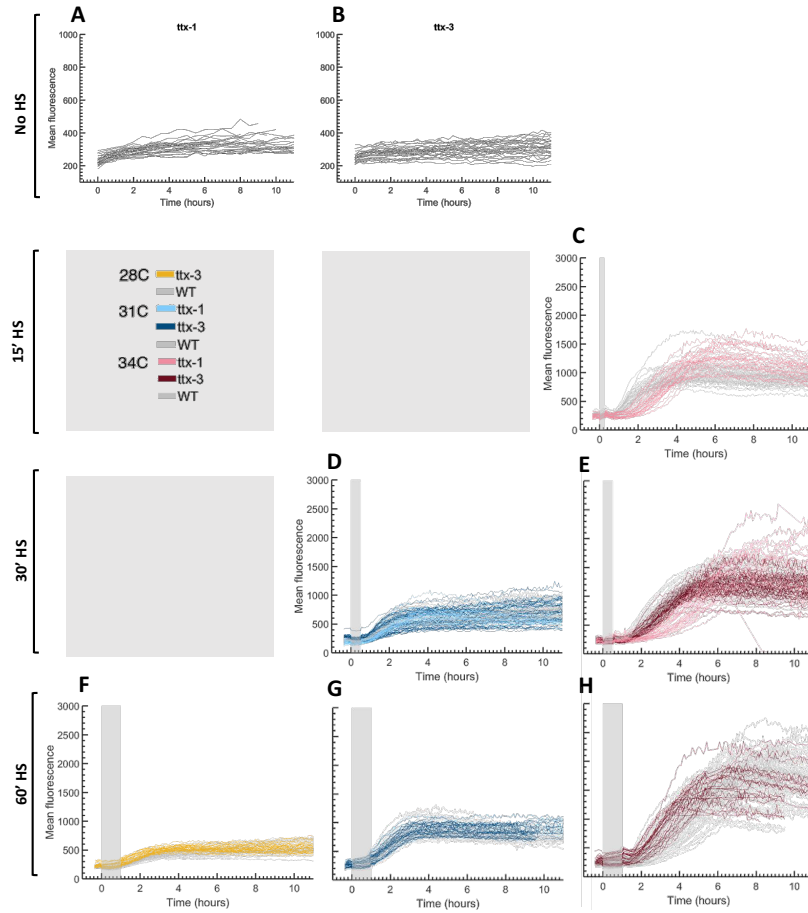 A
B
ttx-1
ttx-3
No HS
Mean fluorescence
1000
800
600
400
200
0 2 4 6 8 10
Time (hours)
Mean fluorescence
1000
800
600
400
200
0 2 4 6 8 10
Time (hours)
15' HS
28C ttx-3
WT
31C ttx-1
ttx-3
WT
34C ttx-1
ttx-3
WT
C
Mean fluorescence
3000
2500
2000
1500
1000
500
0
0 2 4 6 8 10
Time (hours)
30' HS
D
Mean fluorescence
3000
2500
2000
1500
1000
500
0
0 2 4 6 8 10
Time (hours)
E
0 2 4 6 8 10
Time (hours)
60' HS
F
Mean fluorescence
3000
2500
2000
1500
1000
500
0
0 2 4 6 8 10
Time (hours)
G
0 2 4 6 8 10
Time (hours)
H
0 2 4 6 8 10
Time (hours)